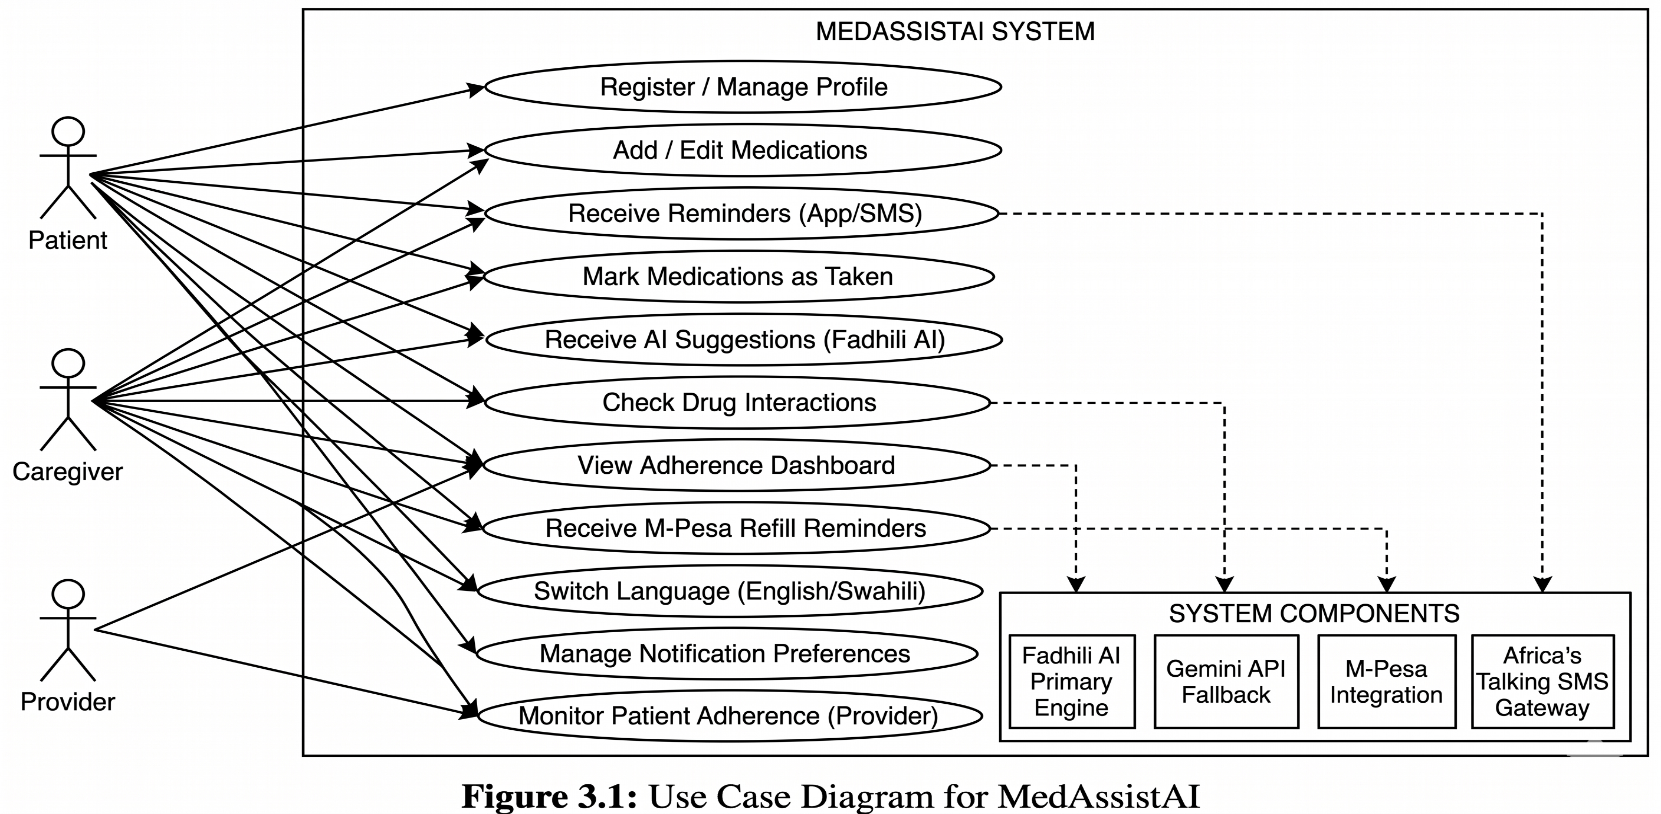 MEDASSISTAI SYSTEM
Register / Manage Profile
Add / Edit Medications
Receive Reminders (App/SMS)
Patient
Mark Medications as Taken
Receive AI Suggestions (Fadhili AI)
Check Drug Interactions
Caregiver
View Adherence Dashboard
Receive M-Pesa Refill Reminders
Switch Language (English/Swahili)
Manage Notification Preferences
Provider
Monitor Patient Adherence (Provider)
SYSTEM COMPONENTS
Fadhili AI
Primary
Engine
Gemini API
Fallback
M-Pesa
Integration
Africa's
Talking SMS
Gateway
Figure 3.1: Use Case Diagram for MedAssistAI